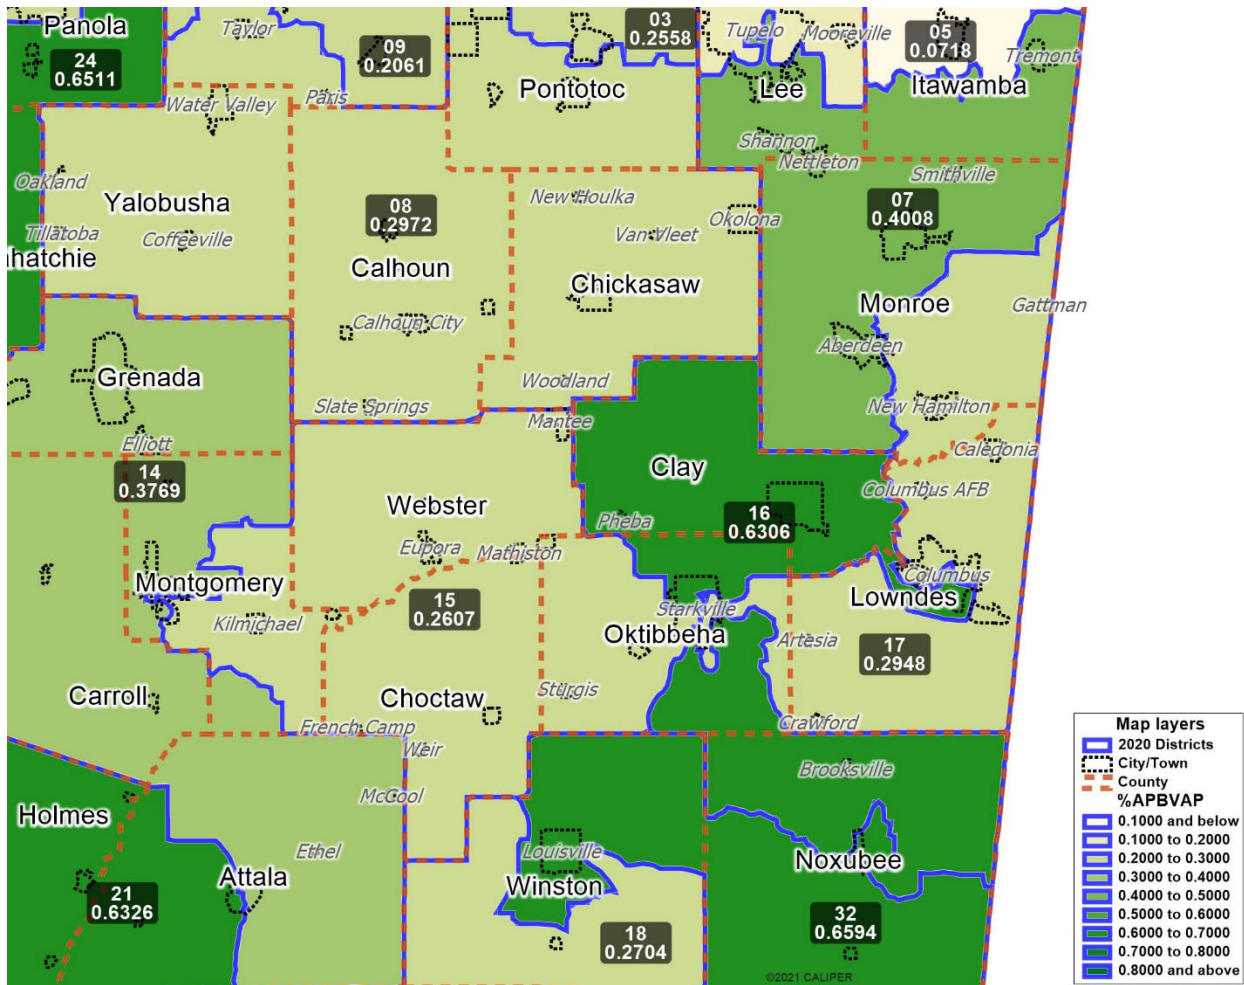 Panola
24
0.6511
Taylor
09
0.2061
03
0.2558
Tupelo
Mooreville
05
0.0718
Tremont
Water Valley
Paris
Pontotoc
Lee
Itawamba
Shannon
Nettleton
Smithville
Oakland
Yalobusha
08
0.2972
New Houlka
Okolona
07
0.4008
Tillatoba
Coffeeville
Van Vleet
ahatchie
Calhoun
Chickasaw
Monroe
Gattman
Calhoun City
Aberdeen
Grenada
Woodland
Slate Springs
New Hamilton
Mantee
Elliott
Caledonia
14
0.3769
Clay
Columbus AFB
Webster
16
0.6306
Pheba
Eupora
Mathiston
Montgomery
Columbus
15
0.2607
Lowndes
Kilmichael
Starkville
Oktibbeha
Artesia
17
0.2948
Carroll
Choctaw
Sturgis
French Camp
Crawford
Weir
Brooksville
McCool
Holmes
Ethel
Louisville
Noxubee
Attala
Winston
21
0.6326
32
0.6594
18
0.2704
©2021 CALIPER
Map layers
2020 Districts
City/Town
County
%APBVAP
0.1000 and below
0.1000 to 0.2000
0.2000 to 0.3000
0.3000 to 0.4000
0.4000 to 0.5000
0.5000 to 0.6000
0.6000 to 0.7000
0.7000 to 0.8000
0.8000 and above